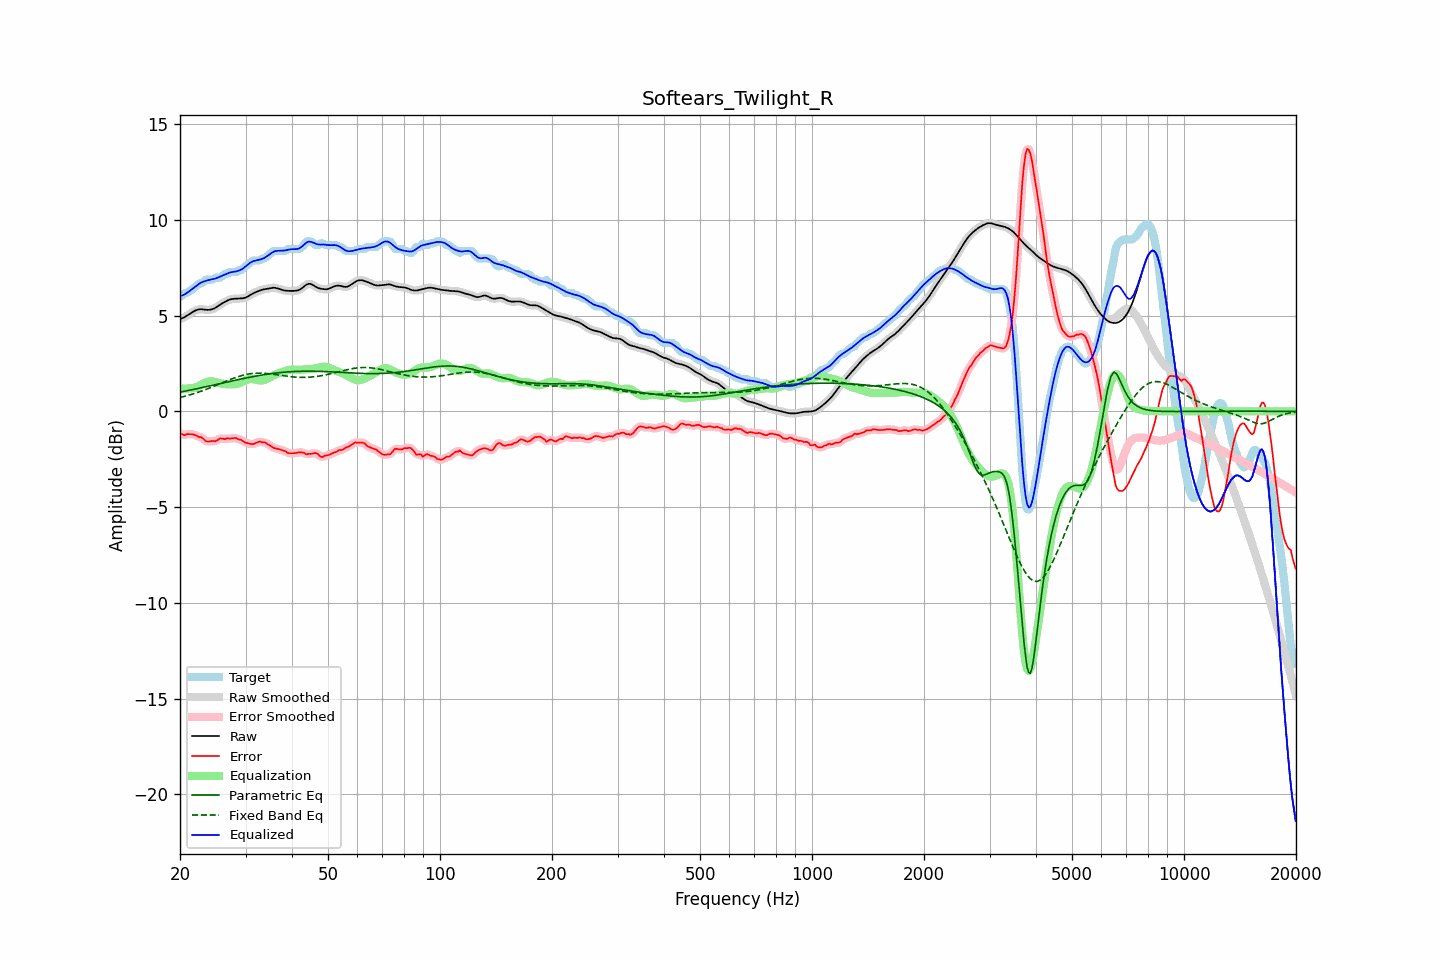 Softears_Twilight_R
15
10
5
0
−5
−10
−15
−20
Amplitude (dBr)
Target
Raw Smoothed
Error Smoothed
Raw
Error
Equalization
Parametric Eq
Fixed Band Eq
Equalized
20 50 100 200 500 1000 2000 5000 10000 20000
Frequency (Hz)